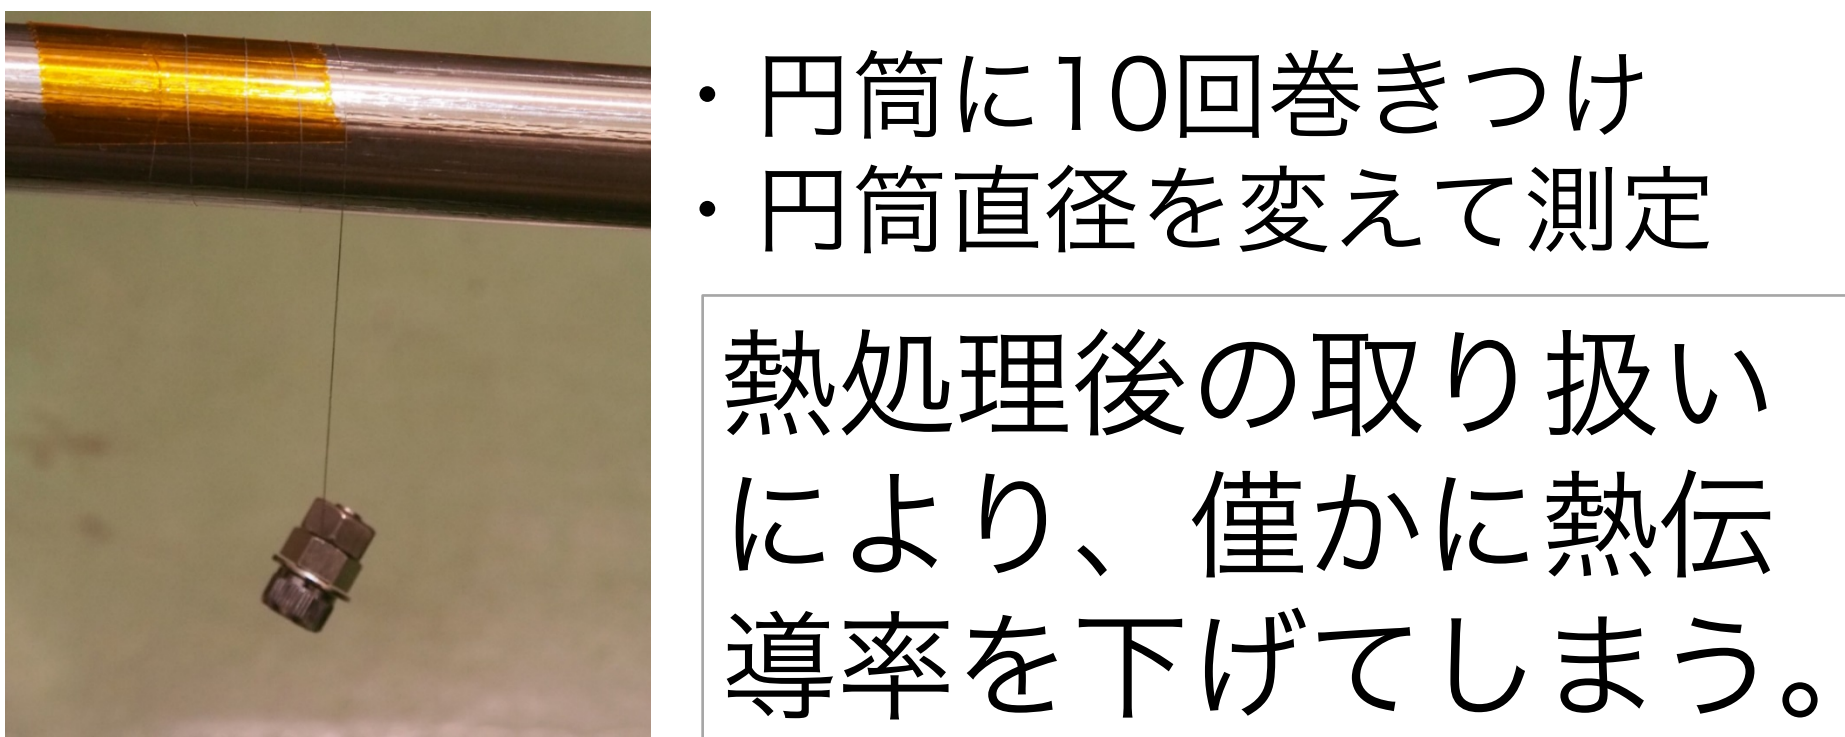 ・円筒に10回巻きつけ
・円筒直径を変えて測定
熱処理後の取り扱い
により、僅かに熱伝
導率を下げてしまう。